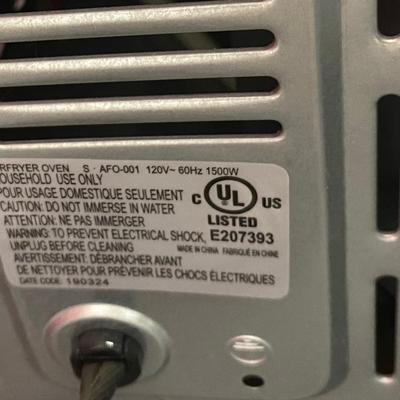 RFRYER OVEN S · AFO-001 120V~ 60Hz 1500W
OUSEHOLD USE ONLY
POUR USAGE DOMESTIQUE SEULEMENT
CAUTION: DO NOT IMMERSE IN WATER
ATTENTION: NE PAS IMMERGER
C UL US
LISTED
E207393
WARNING: TO PREVENT ELECTRICAL SHOCK,
UNPLUG BEFORE CLEANING
MADE IN CHINA FABRIQUÉ EN CHINE
AVERTISSEMENT: DÉBRANCHER AVANT
DE NETTOYER POUR PRÉVENIR LES CHOCS ÉLECTRIQUES
DATE CODE: 190324